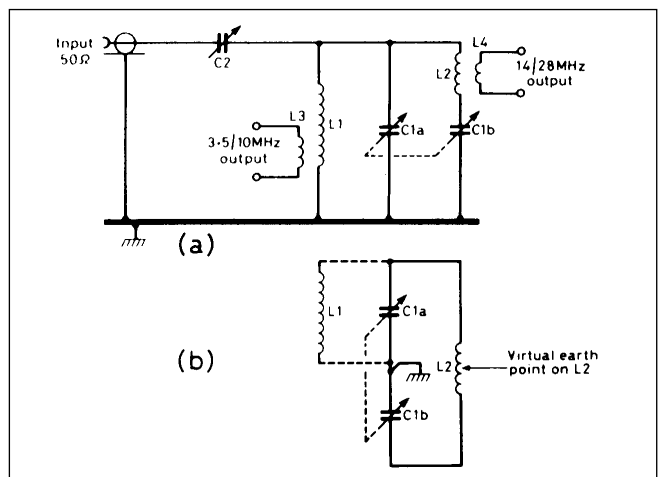 Input
50Ω
C2
L3
L1
3·5/10MHz
output
C1a
L2
L4
14/28MHz
output
C1b
(a)
(b)
L1
C1a
C1b
L2
Virtual earth
point on L2